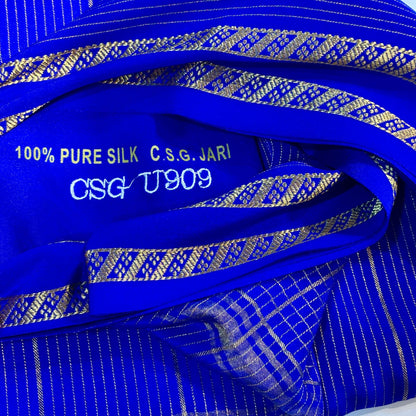 100% PURE SILK C.S.G. JARI
CSG U909